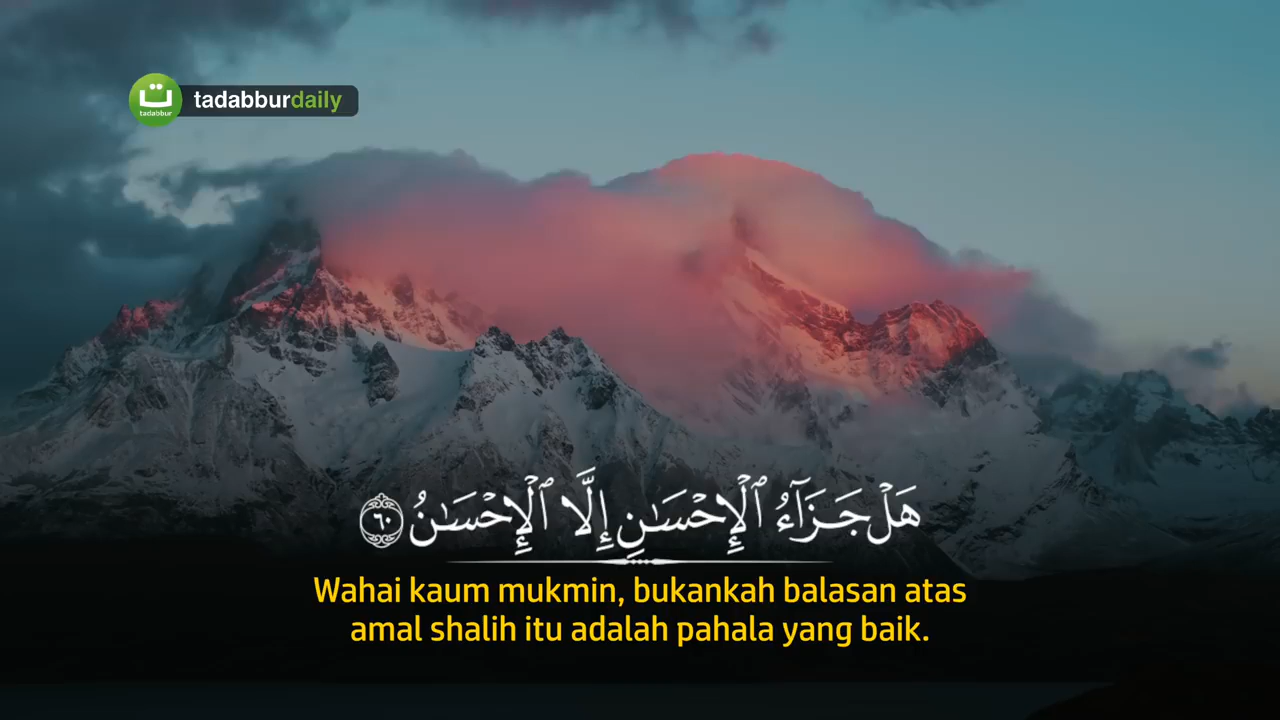 ت
tadabbur
tadabburdaily
هَلْ جَزَآءُ ٱلْإِحْسَـٰنِ إِلَّا ٱلْإِحْسَـٰنُ ٦٠
Wahai kaum mukmin, bukankah balasan atas
amal shalih itu adalah pahala yang baik.